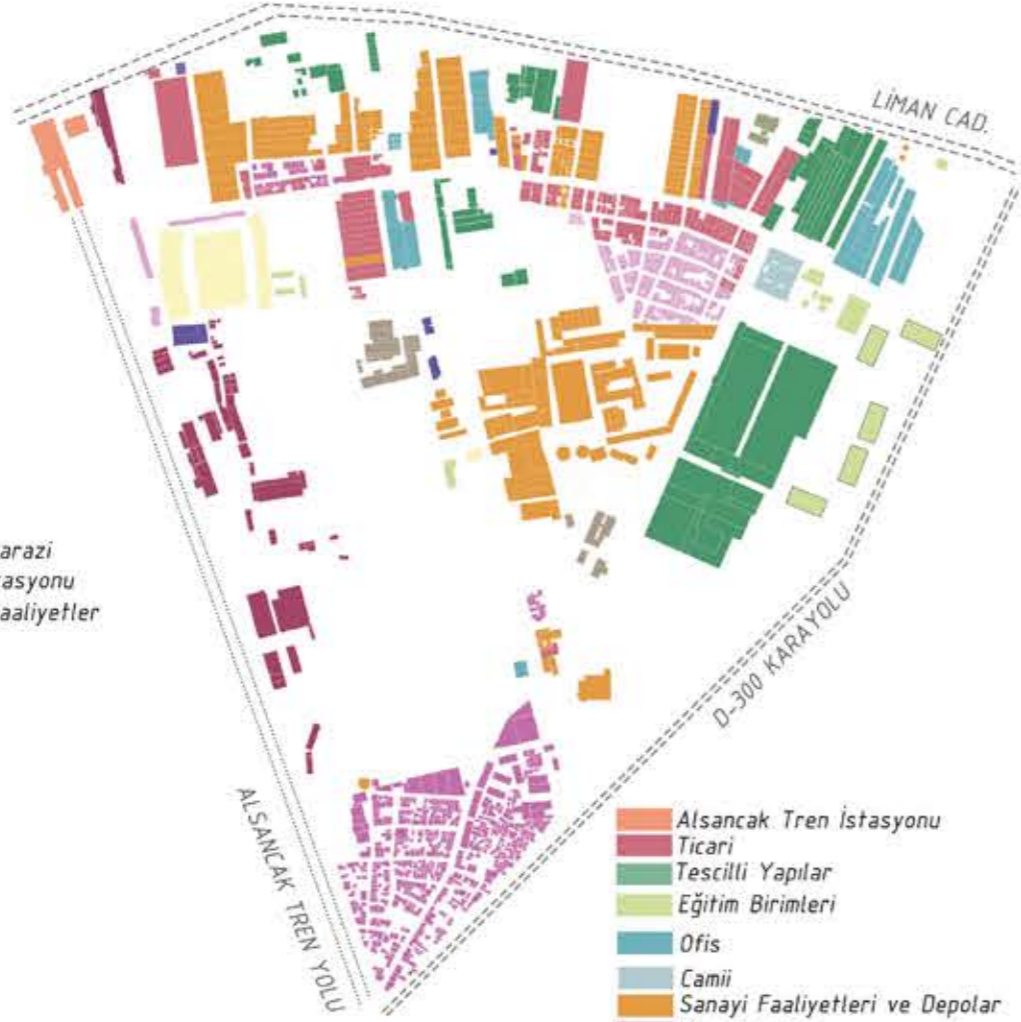 LİMAN CAD.
arazi
tasyonu
aaliyetler
D-300 KARAYOLU
ALSANCAK TREN YOLU
Alsancak Tren İstasyonu
Ticari
Tescilli Yapılar
Eğitim Birimleri
Ofis
Camii
Sanayi Faaliyetleri ve Depolar